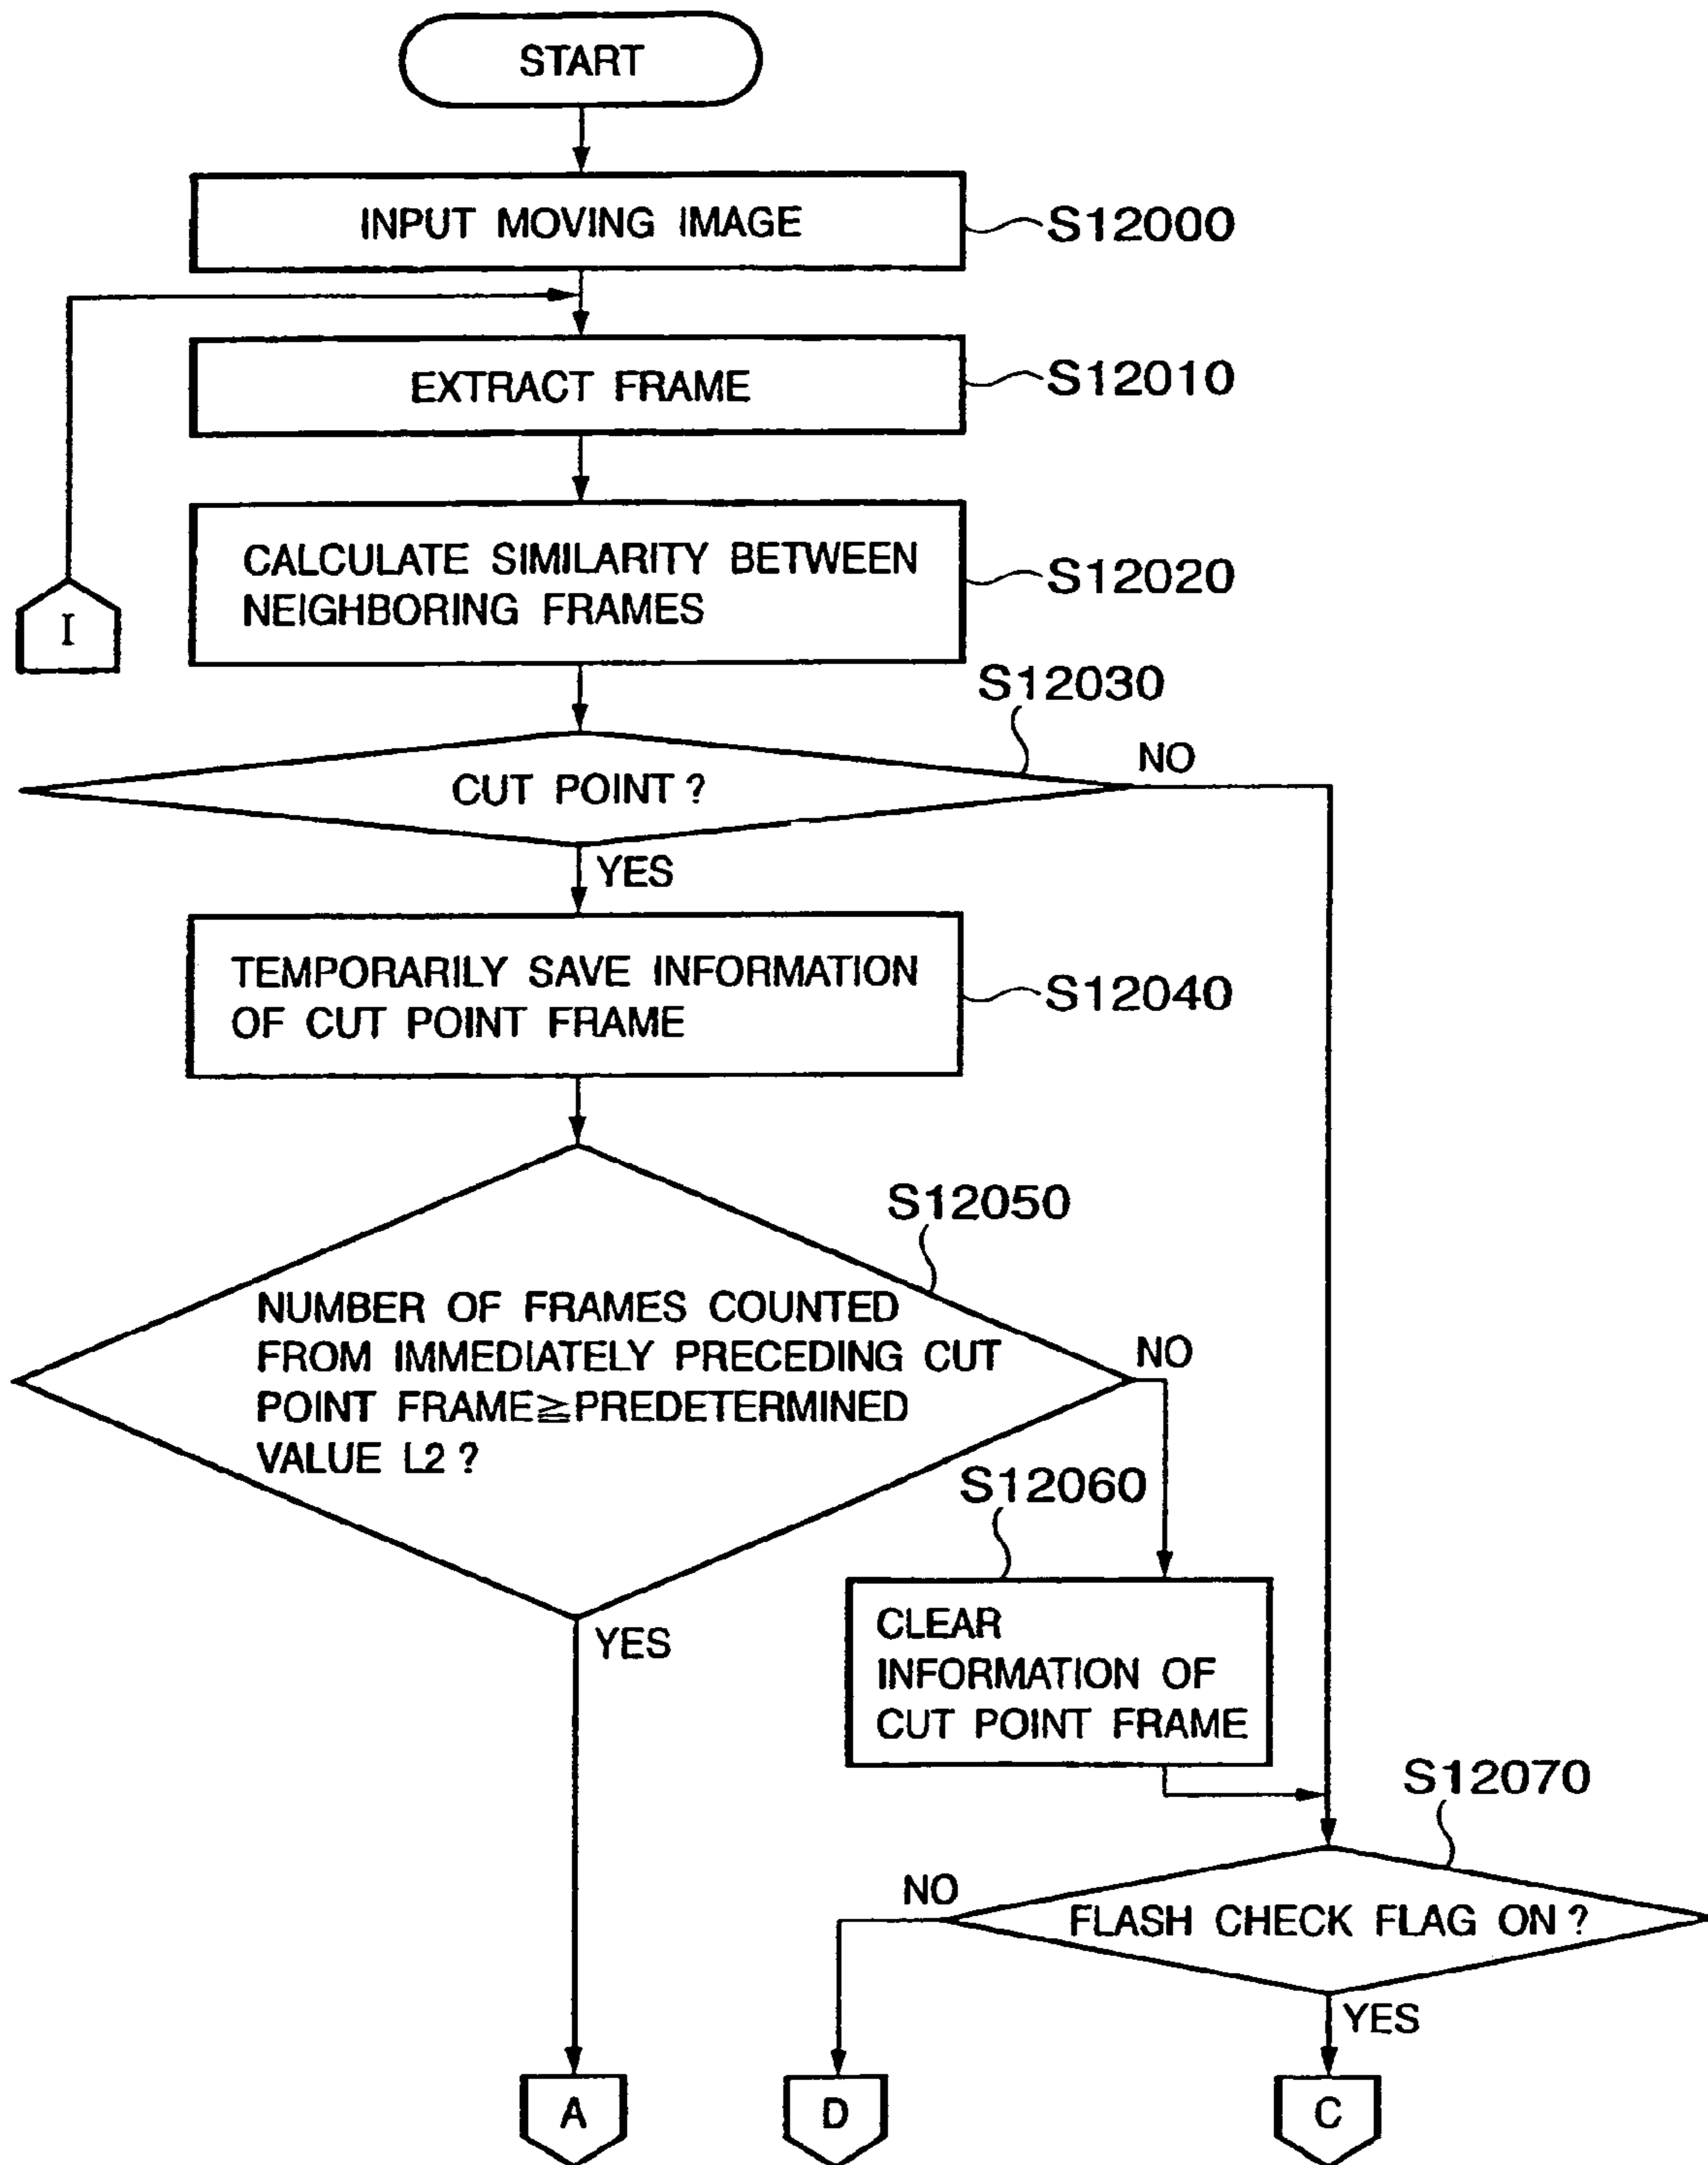 START
INPUT MOVING IMAGE
S12000
EXTRACT FRAME
S12010
CALCULATE SIMILARITY BETWEEN
NEIGHBORING FRAMES
S12020
I
S12030
CUT POINT?
NO
YES
TEMPORARILY SAVE INFORMATION
OF CUT POINT FRAME
S12040
S12050
NUMBER OF FRAMES COUNTED
FROM IMMEDIATELY PRECEDING CUT
POINT FRAME≧PREDETERMINED
VALUE L2?
NO
YES
S12060
CLEAR
INFORMATION OF
CUT POINT FRAME
S12070
FLASH CHECK FLAG ON?
NO
YES
A
D
C